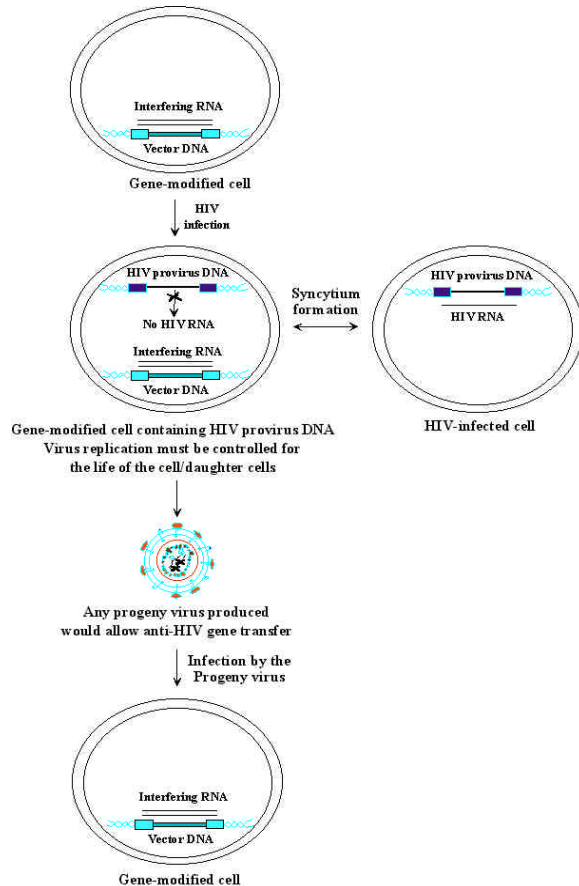 Interfering RNA
Vector DNA
Gene-modified cell
HIV
infection
HIV provirus DNA
No HIV RNA
Interfering RNA
Vector DNA
Syncytium
formation
HIV provirus DNA
HIV RNA
HIV-infected cell
Gene-modified cell containing HIV provirus DNA
Virus replication must be controlled for
the life of the cell/daughter cells
Any progeny virus produced
would allow anti-HIV gene transfer
Infection by the
Progeny virus
Interfering RNA
Vector DNA
Gene-modified cell